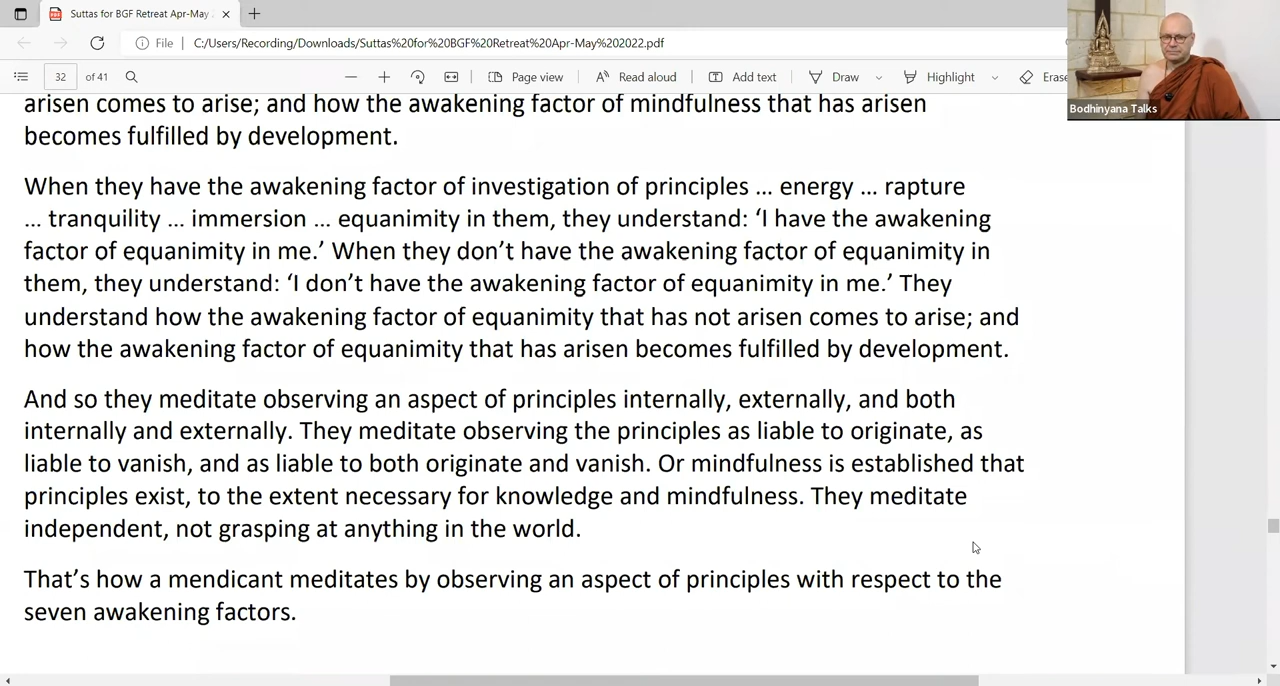 Suttas for BGF Retreat Apr-May
File C:/Users/Recording/Downloads/Suttas%20for%20BGF%20Retreat%20Apr-May%202022.pdf
32 of 41 Page view Read aloud Add text Draw Highlight Erase
Bodhinyana Talks
arisen comes to arise; and how the awakening factor of mindfulness that has arisen
becomes fulfilled by development.
When they have the awakening factor of investigation of principles ... energy ... rapture
... tranquility ... immersion ... equanimity in them, they understand: ‘I have the awakening
factor of equanimity in me.’ When they don’t have the awakening factor of equanimity in
them, they understand: ‘I don’t have the awakening factor of equanimity in me.’ They
understand how the awakening factor of equanimity that has not arisen comes to arise; and
how the awakening factor of equanimity that has arisen becomes fulfilled by development.
And so they meditate observing an aspect of principles internally, externally, and both
internally and externally. They meditate observing the principles as liable to originate, as
liable to vanish, and as liable to both originate and vanish. Or mindfulness is established that
principles exist, to the extent necessary for knowledge and mindfulness. They meditate
independent, not grasping at anything in the world.
That’s how a mendicant meditates by observing an aspect of principles with respect to the
seven awakening factors.